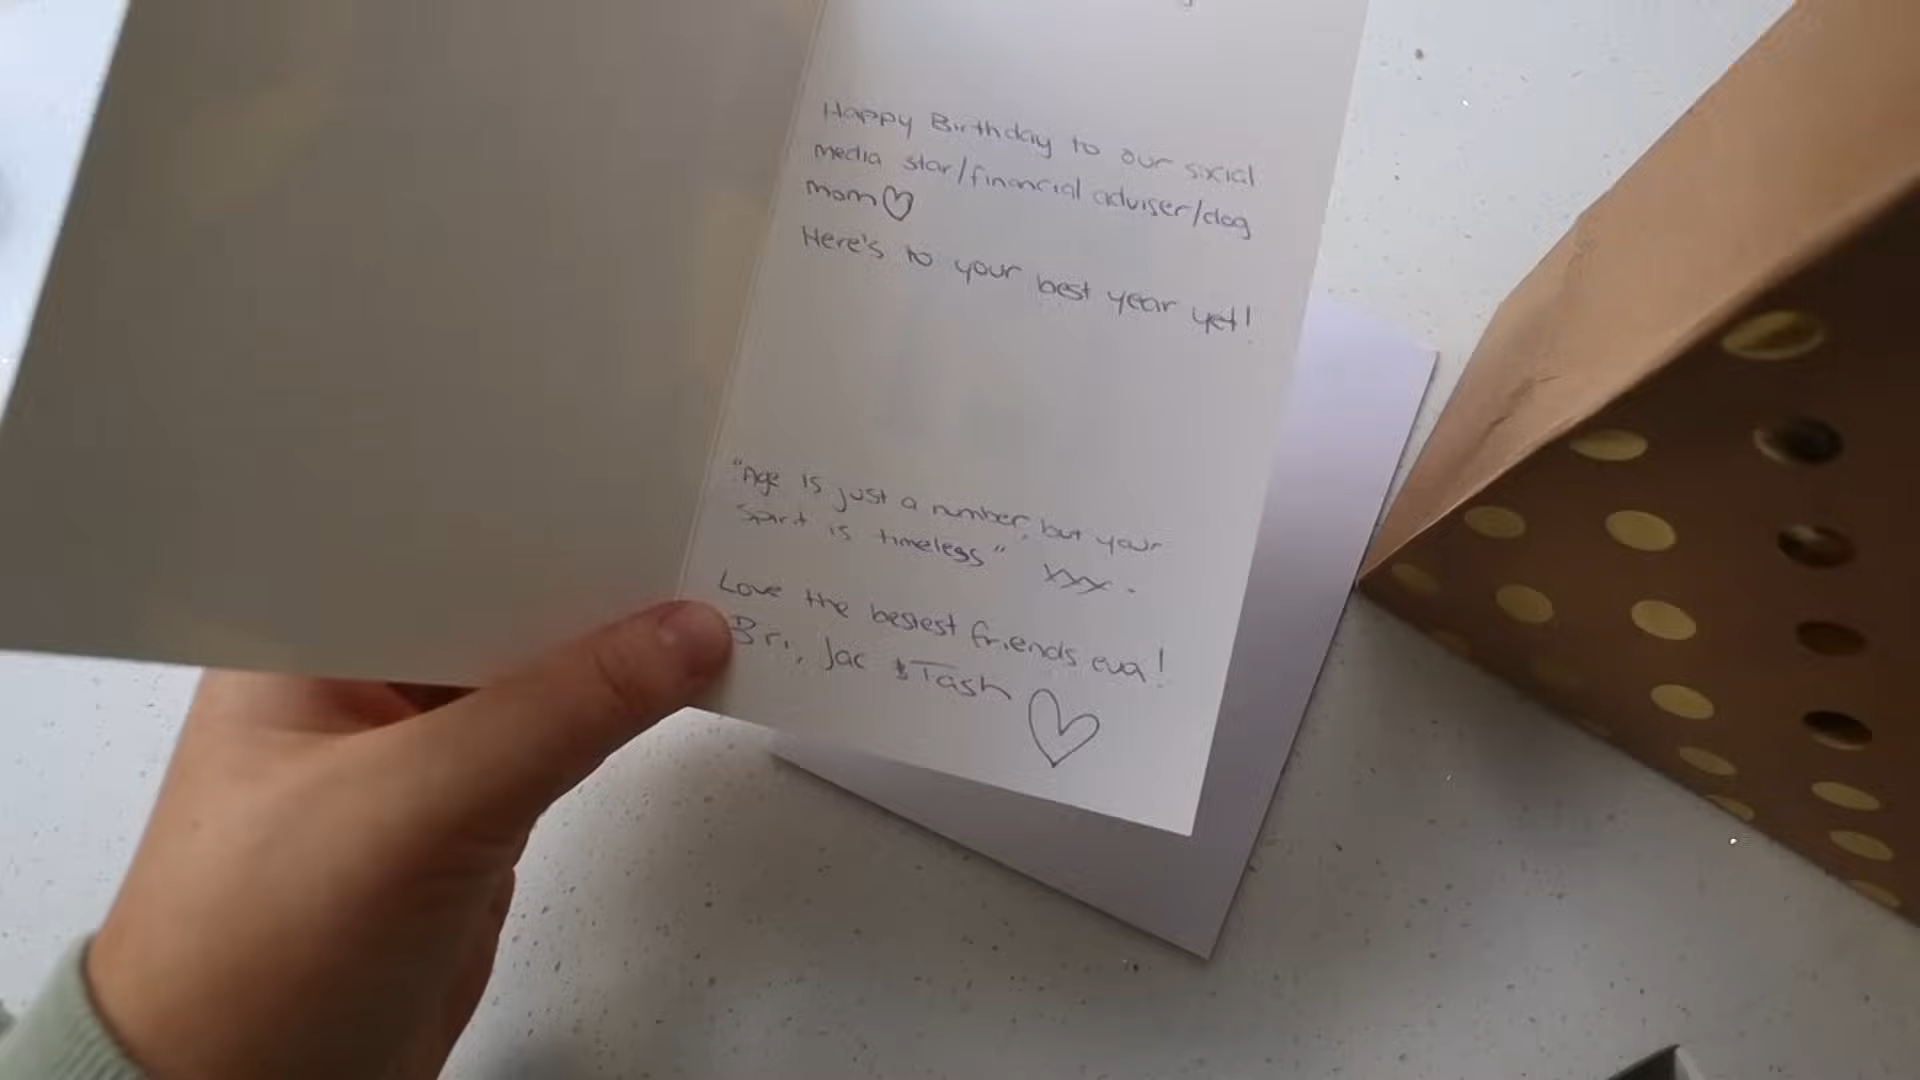 Happy Birthday to our social
media star/financial adviser/dog
mom♡
Here's to your best year yet!
"Age is just a number, but your
spirit is timeless" xxx.
Love the besiest friends eva!
Bri, Jac & Tash ♡